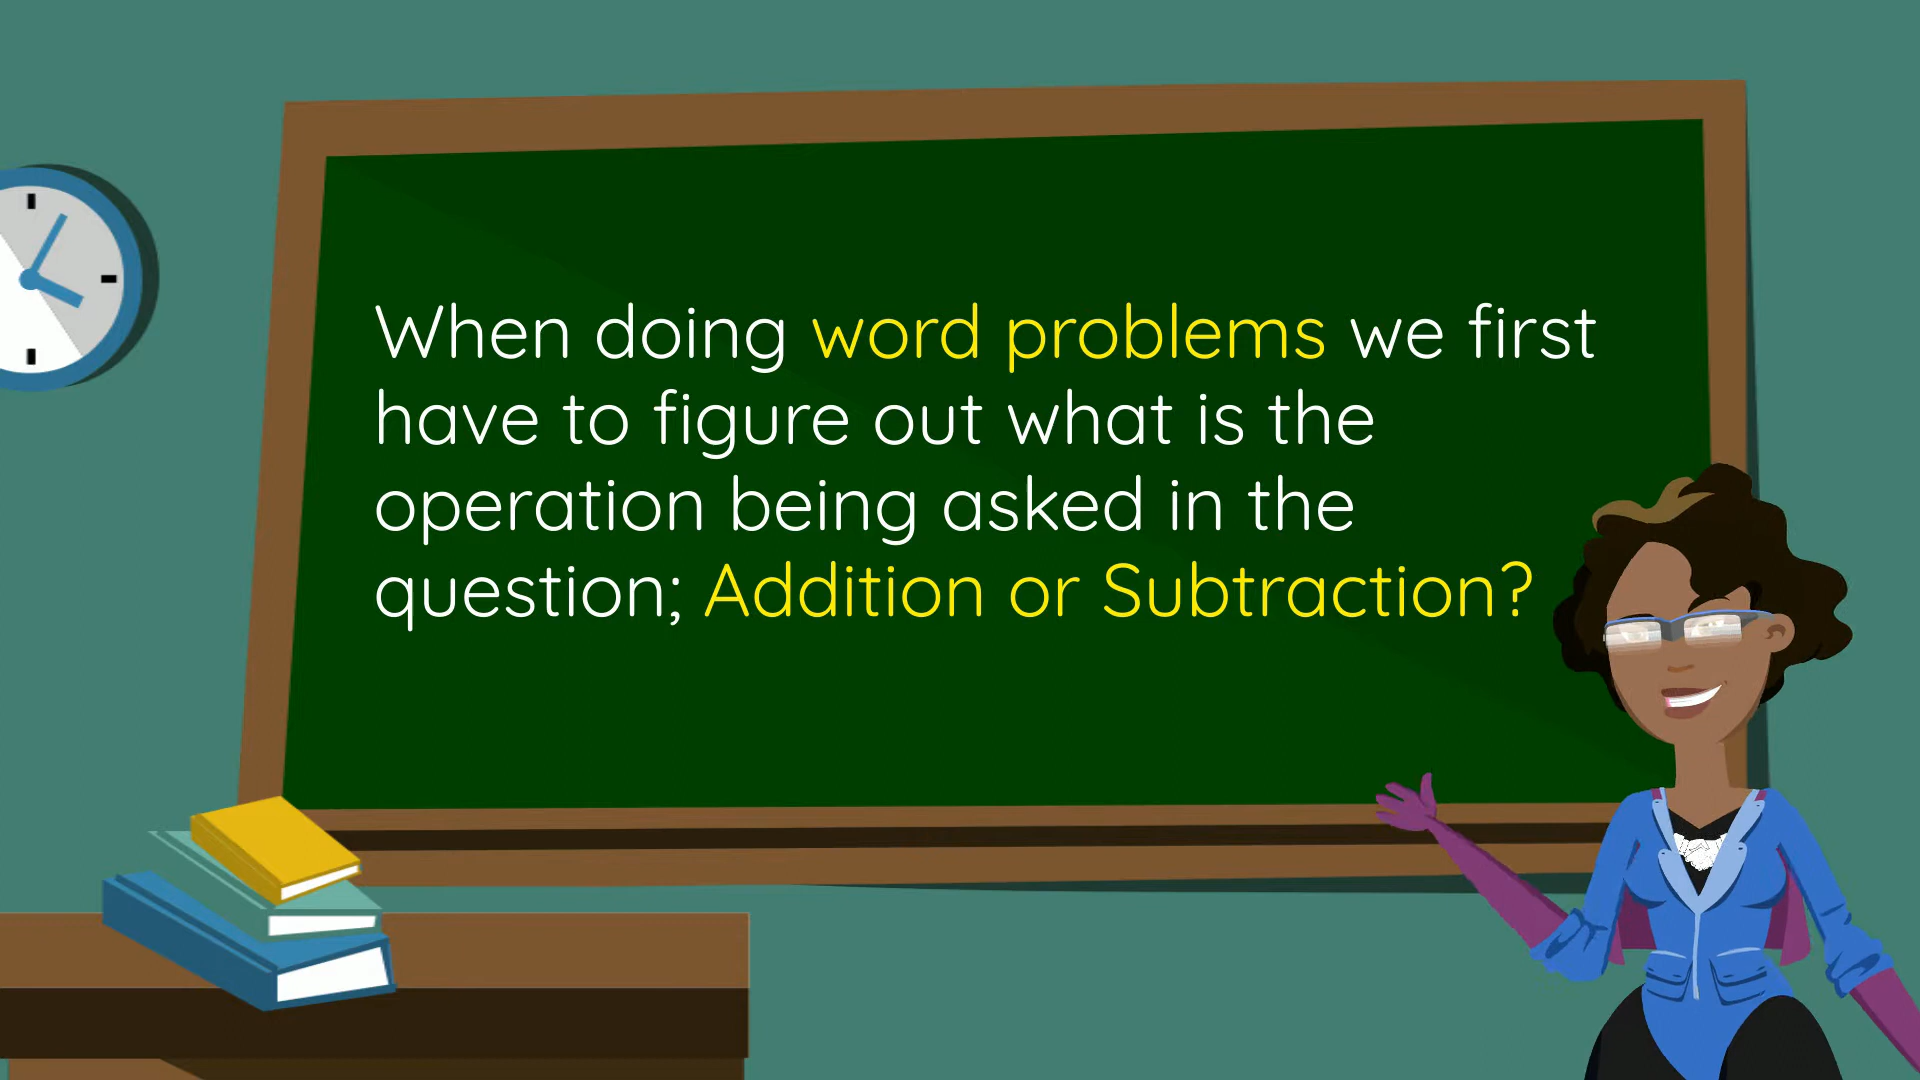 When doing word problems we first
have to figure out what is the
operation being asked in the
question; Addition or Subtraction?